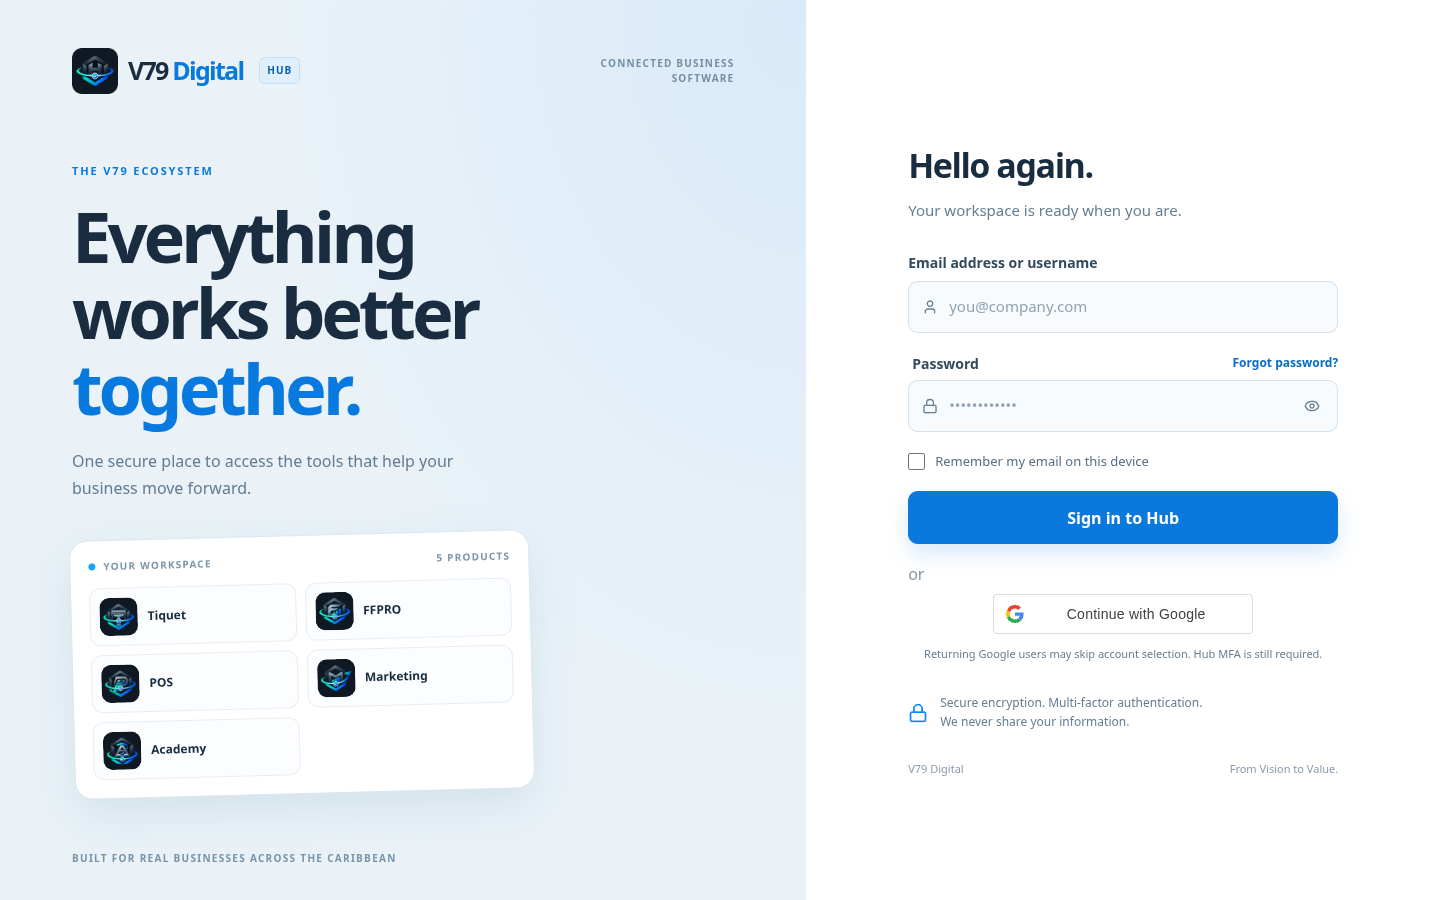 V79 Digital
HUB
CONNECTED BUSINESS
SOFTWARE
THE V79 ECOSYSTEM
Everything
works better
together.
One secure place to access the tools that help your
business move forward.
YOUR WORKSPACE
5 PRODUCTS
Tiquet
FFPRO
POS
Marketing
Academy
BUILT FOR REAL BUSINESSES ACROSS THE CARIBBEAN
Hello again.
Your workspace is ready when you are.
Email address or username
you@company.com
Password
Forgot password?
••••••••••••
Remember my email on this device
Sign in to Hub
or
Continue with Google
Returning Google users may skip account selection. Hub MFA is still required.
Secure encryption. Multi-factor authentication.
We never share your information.
V79 Digital
From Vision to Value.